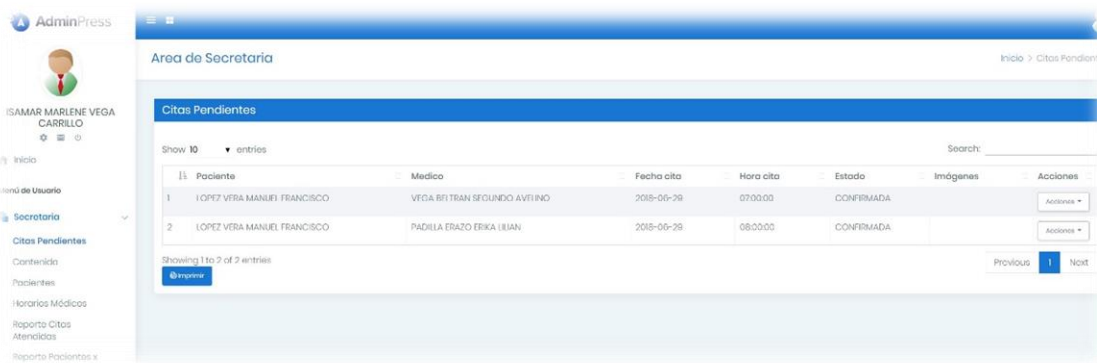 AdminPress
Area de Secretaria
Inicio > Citas Pendient
ISAMAR MARLENE VEGA
CARRILLO
Inicio
Menú de Usuario
Secretaria
Citas Pendientes
Contenido
Pacientes
Horarios Médicos
Reporte Citas
Atendidas
Reporte Pacientes x
Citas Pendientes
Show 10 entries
Search:
Paciente Medico Fecha cita Hora cita Estado Imágenes Acciones
1 LOPEZ VERA MANUEL FRANCISCO VEGA BELTRAN SEGUNDO AVELINO 2018-06-29 07:00:00 CONFIRMADA Acciones
2 LOPEZ VERA MANUEL FRANCISCO PADILLA ERAZO ERIKA LILIAN 2018-06-29 08:00:00 CONFIRMADA Acciones
Showing 1 to 2 of 2 entries
Previous 1 Next
Imprimir